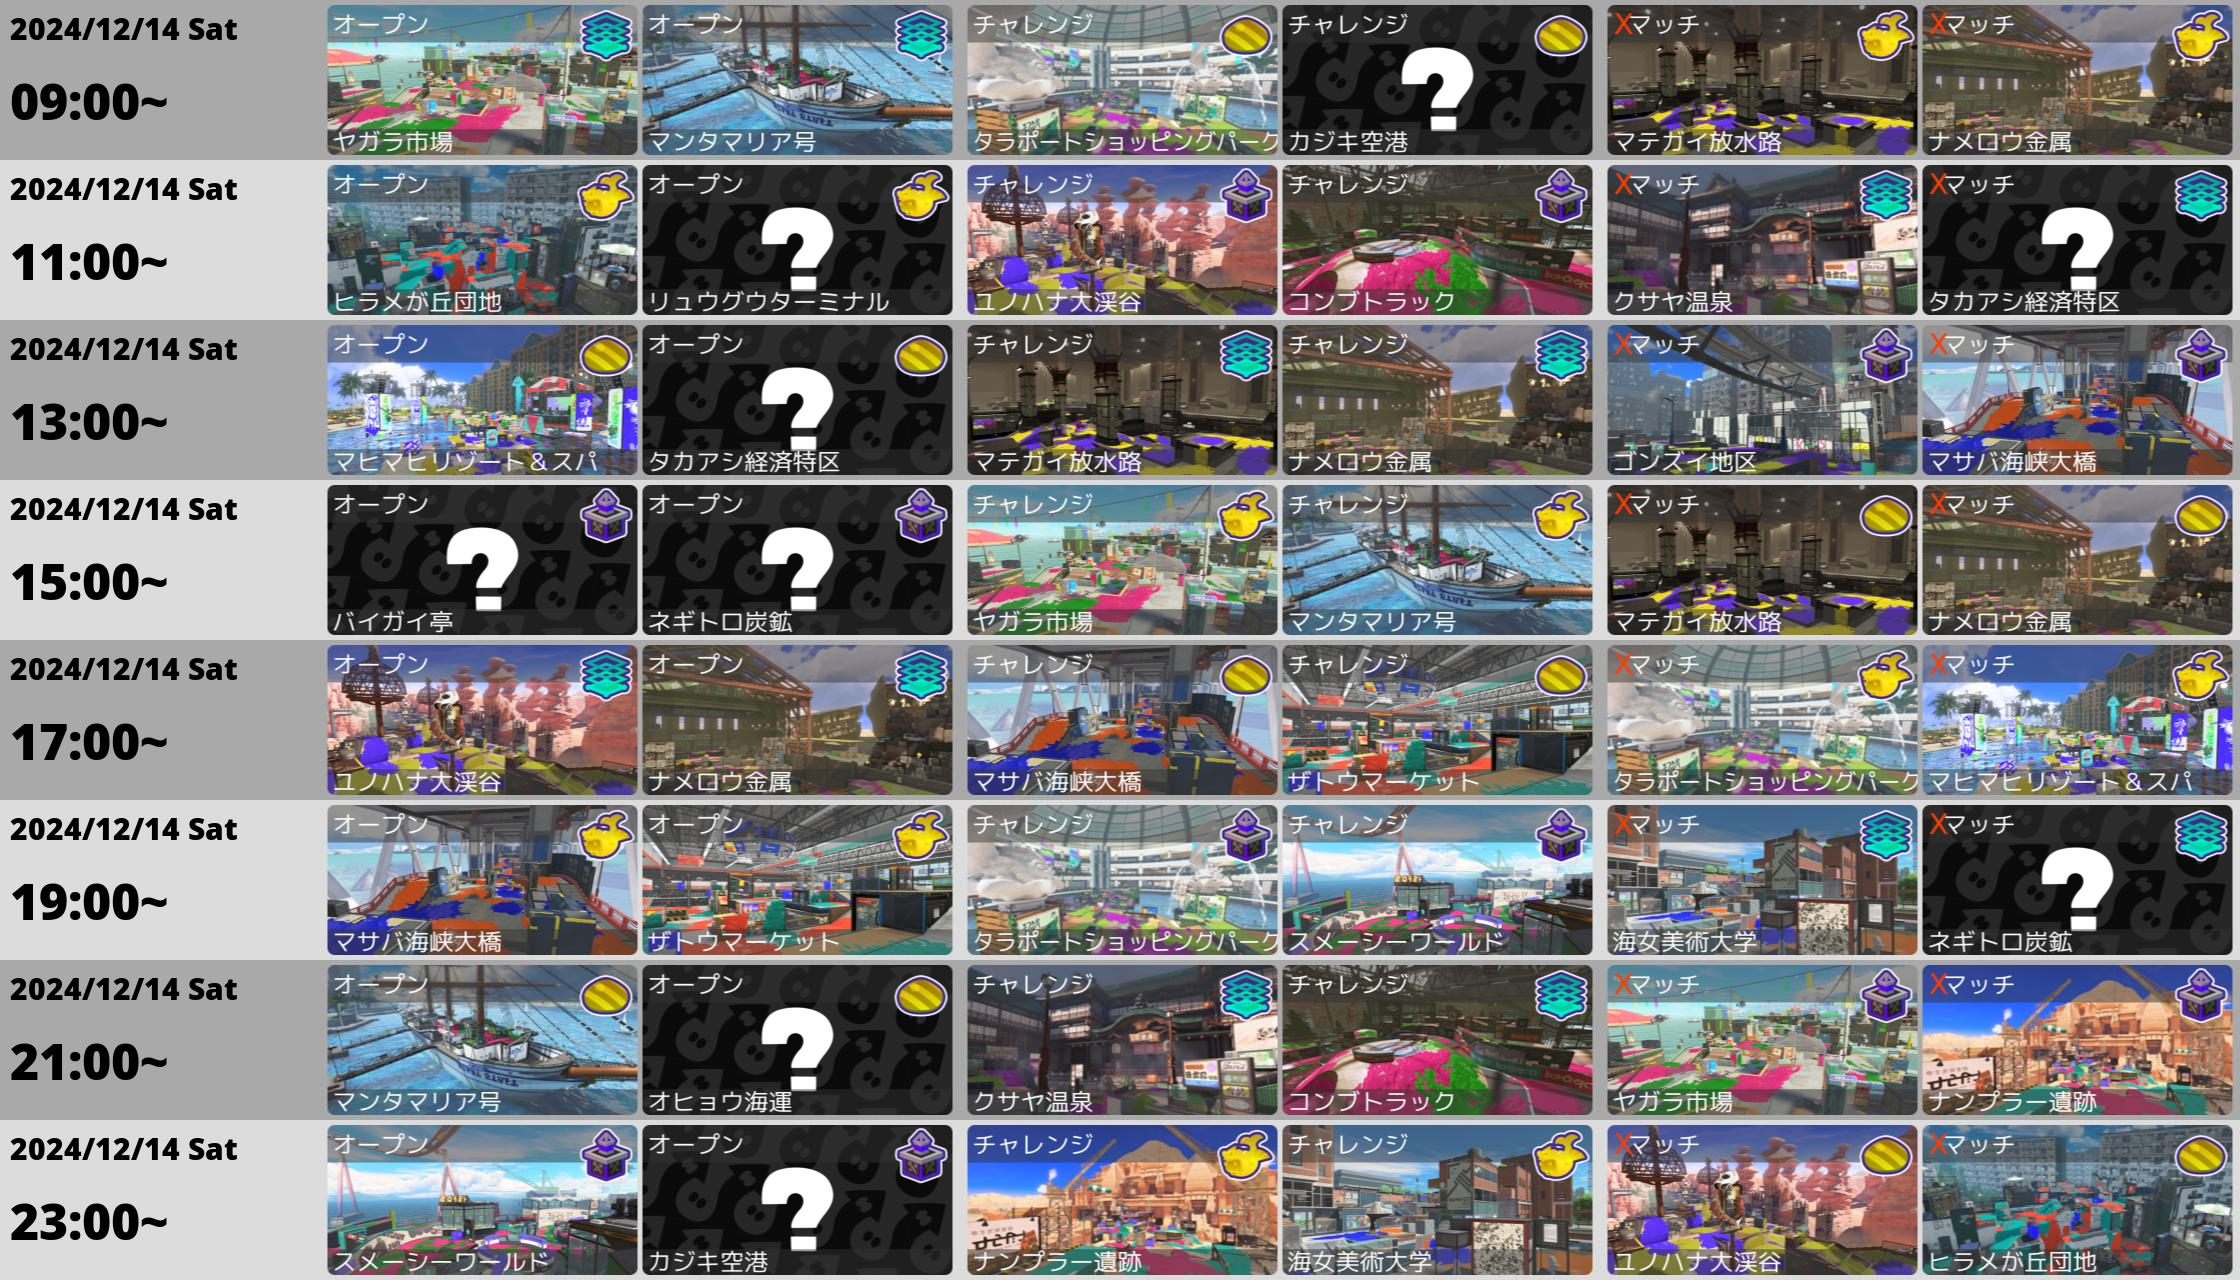 2024/12/14 Sat
09:00~
オープン
ヤガラ市場
オープン
マンタマリア号
チャレンジ
タラポートショッピングパーク
チャレンジ
?
カジキ空港
Xマッチ
マテガイ放水路
Xマッチ
ナメロウ金属
2024/12/14 Sat
11:00~
オープン
ヒラメが丘団地
オープン
?
リュウグウターミナル
チャレンジ
ユノハナ大渓谷
チャレンジ
コンブトラック
Xマッチ
クサヤ温泉
Xマッチ
?
タカアシ経済特区
2024/12/14 Sat
13:00~
オープン
マヒマヒリゾート&スパ
オープン
?
タカアシ経済特区
チャレンジ
マテガイ放水路
チャレンジ
ナメロウ金属
Xマッチ
ゴンズイ地区
Xマッチ
マサバ海峡大橋
2024/12/14 Sat
15:00~
オープン
?
バイガイ亭
オープン
?
ネギトロ炭鉱
チャレンジ
ヤガラ市場
チャレンジ
マンタマリア号
Xマッチ
マテガイ放水路
Xマッチ
ナメロウ金属
2024/12/14 Sat
17:00~
オープン
ユノハナ大渓谷
オープン
ナメロウ金属
チャレンジ
マサバ海峡大橋
チャレンジ
ザトウマーケット
Xマッチ
タラポートショッピングパーク
Xマッチ
マヒマヒリゾート&スパ
2024/12/14 Sat
19:00~
オープン
マサバ海峡大橋
オープン
ザトウマーケット
チャレンジ
タラポートショッピングパーク
チャレンジ
スメーシーワールド
Xマッチ
海女美術大学
Xマッチ
?
ネギトロ炭鉱
2024/12/14 Sat
21:00~
オープン
マンタマリア号
オープン
?
オヒョウ海運
チャレンジ
クサヤ温泉
チャレンジ
コンブトラック
Xマッチ
ヤガラ市場
Xマッチ
ナンプラー遺跡
2024/12/14 Sat
23:00~
オープン
スメーシーワールド
オープン
?
カジキ空港
チャレンジ
ナンプラー遺跡
チャレンジ
海女美術大学
Xマッチ
ユノハナ大渓谷
Xマッチ
ヒラメが丘団地